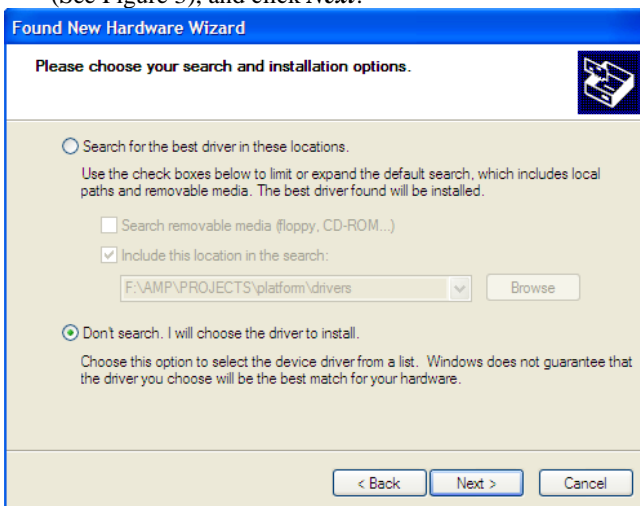 (See Figure 3), and click Next.
Found New Hardware Wizard
Please choose your search and installation options.
Search for the best driver in these locations.
Use the check boxes below to limit or expand the default search, which includes local
paths and removable media. The best driver found will be installed.
Search removable media (floppy, CD-ROM...)
Include this location in the search:
F:\AMP\PROJECTS\platform\drivers
Browse
Don't search. I will choose the driver to install.
Choose this option to select the device driver from a list. Windows does not guarantee that
the driver you choose will be the best match for your hardware.
< Back Next > Cancel